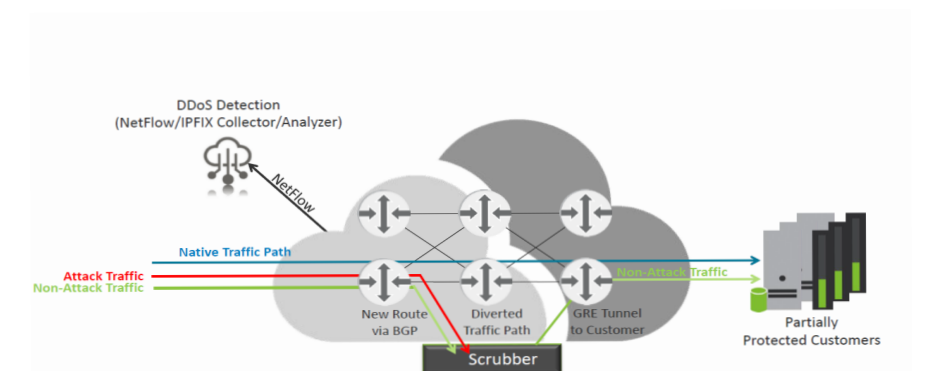 DDoS Detection
(NetFlow/IPFIX Collector/Analyzer)
NetFlow
Native Traffic Path
Attack Traffic
Non-Attack Traffic
Non-Attack Traffic
New Route
via BGP
Diverted
Traffic Path
GRE Tunnel
to Customer
Scrubber
Partially
Protected Customers